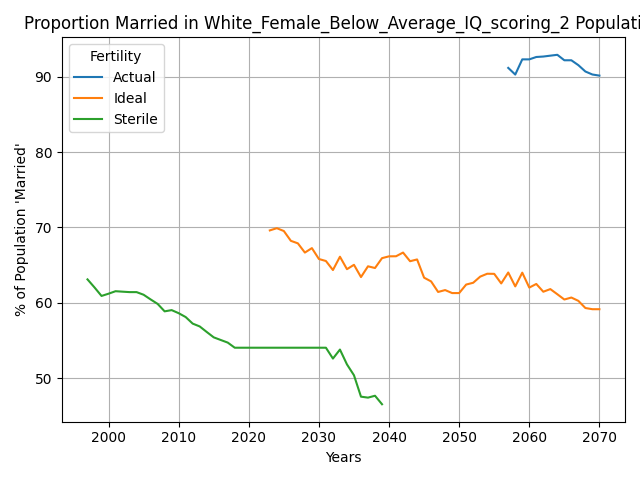 Proportion Married in White_Female_Below_Average_IQ_scoring_2 Populati
Fertility
Actual
Ideal
Sterile
90
80
70
60
50
% of Population 'Married'
2000 2010 2020 2030 2040 2050 2060 2070
Years